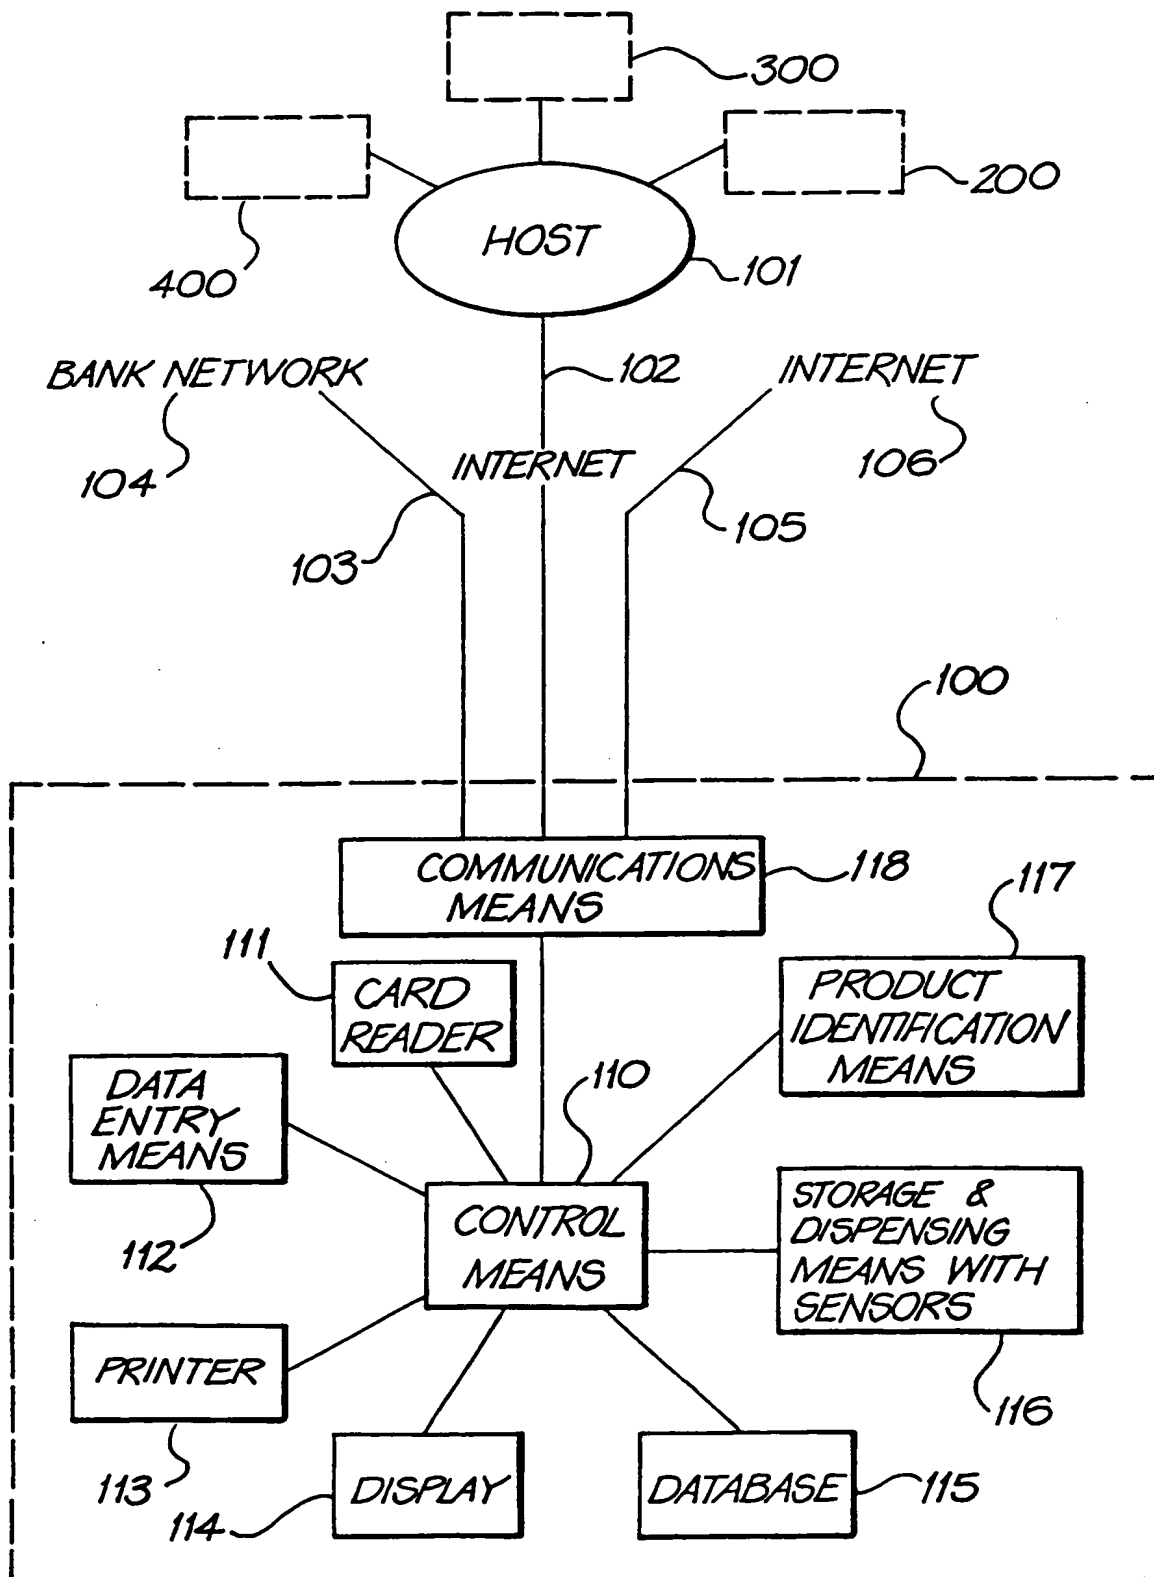 300
200
400
HOST
101
BANK NETWORK
102
INTERNET
104
INTERNET
106
103
105
100
COMMUNICATIONS
MEANS
118
117
111
CARD
READER
PRODUCT
IDENTIFICATION
MEANS
110
DATA
ENTRY
MEANS
112
CONTROL
MEANS
STORAGE &
DISPENSING
MEANS WITH
SENSORS
116
PRINTER
113
DISPLAY
114
DATABASE
115